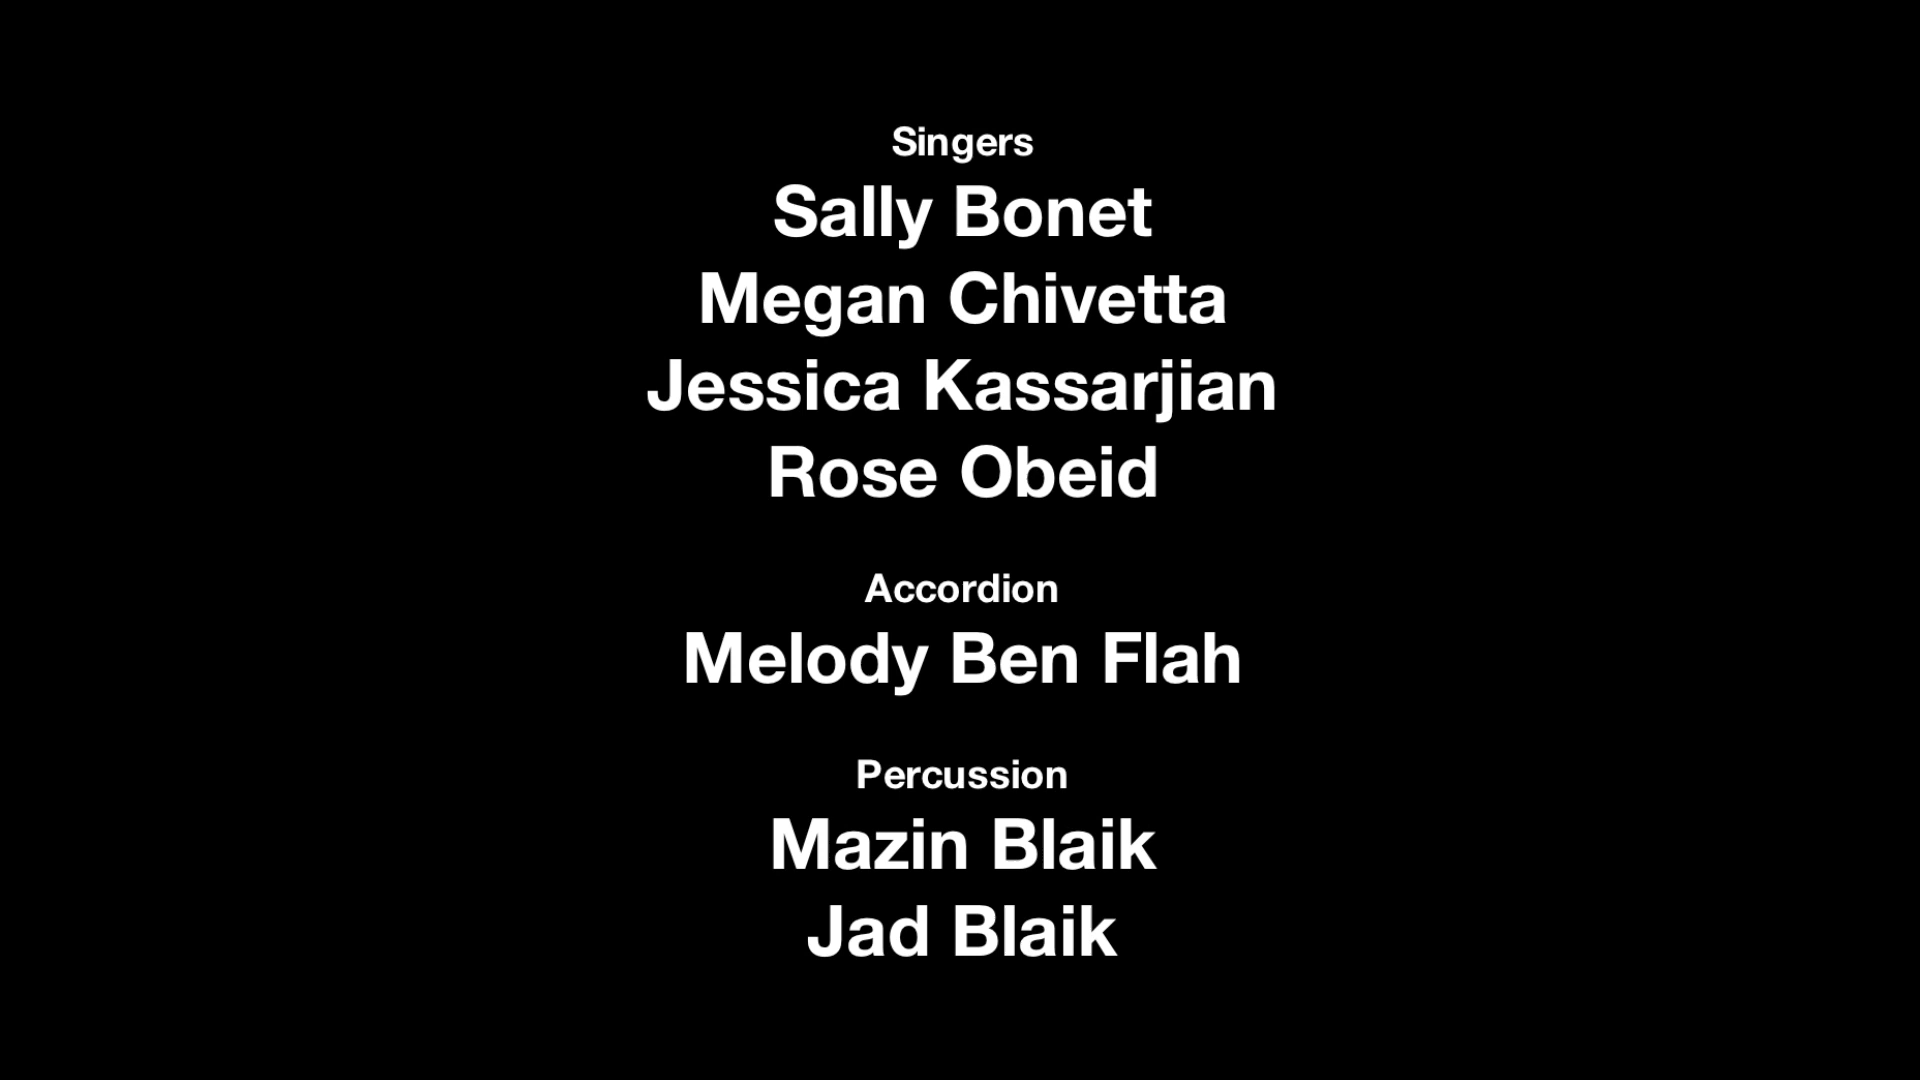 Singers
Sally Bonet
Megan Chivetta
Jessica Kassarjian
Rose Obeid
Accordion
Melody Ben Flah
Percussion
Mazin Blaik
Jad Blaik